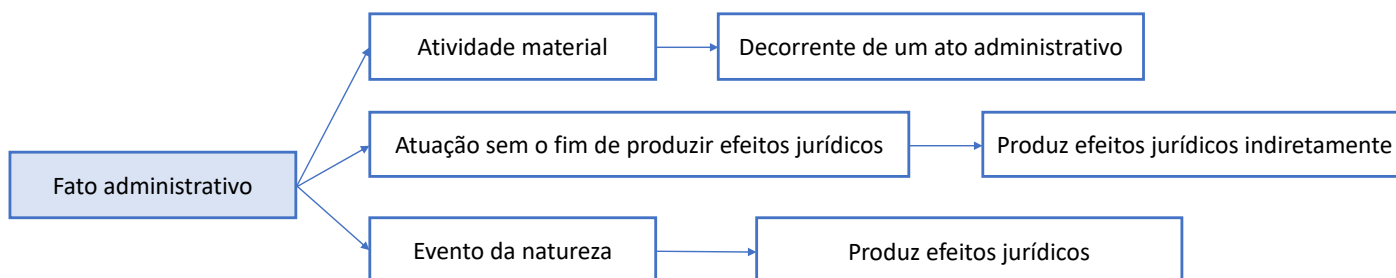 Atividade material
Decorrente de um ato administrativo
Atuação sem o fim de produzir efeitos jurídicos
Produz efeitos jurídicos indiretamente
Fato administrativo
Evento da natureza
Produz efeitos jurídicos